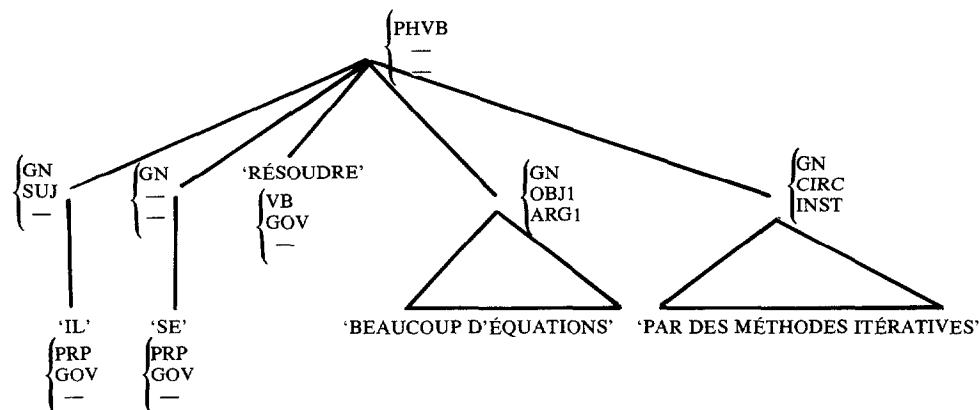 PHVB
—
—
GN
SUJ
—
GN
—
—
'RÉSOUDRE'
VB
GOV
—
GN
OBJ1
ARG1
GN
CIRC
INST
'IL'
PRP
GOV
—
'SE'
PRP
GOV
—
'BEAUCOUP D'ÉQUATIONS'
'PAR DES MÉTHODES ITÉRATIVES'